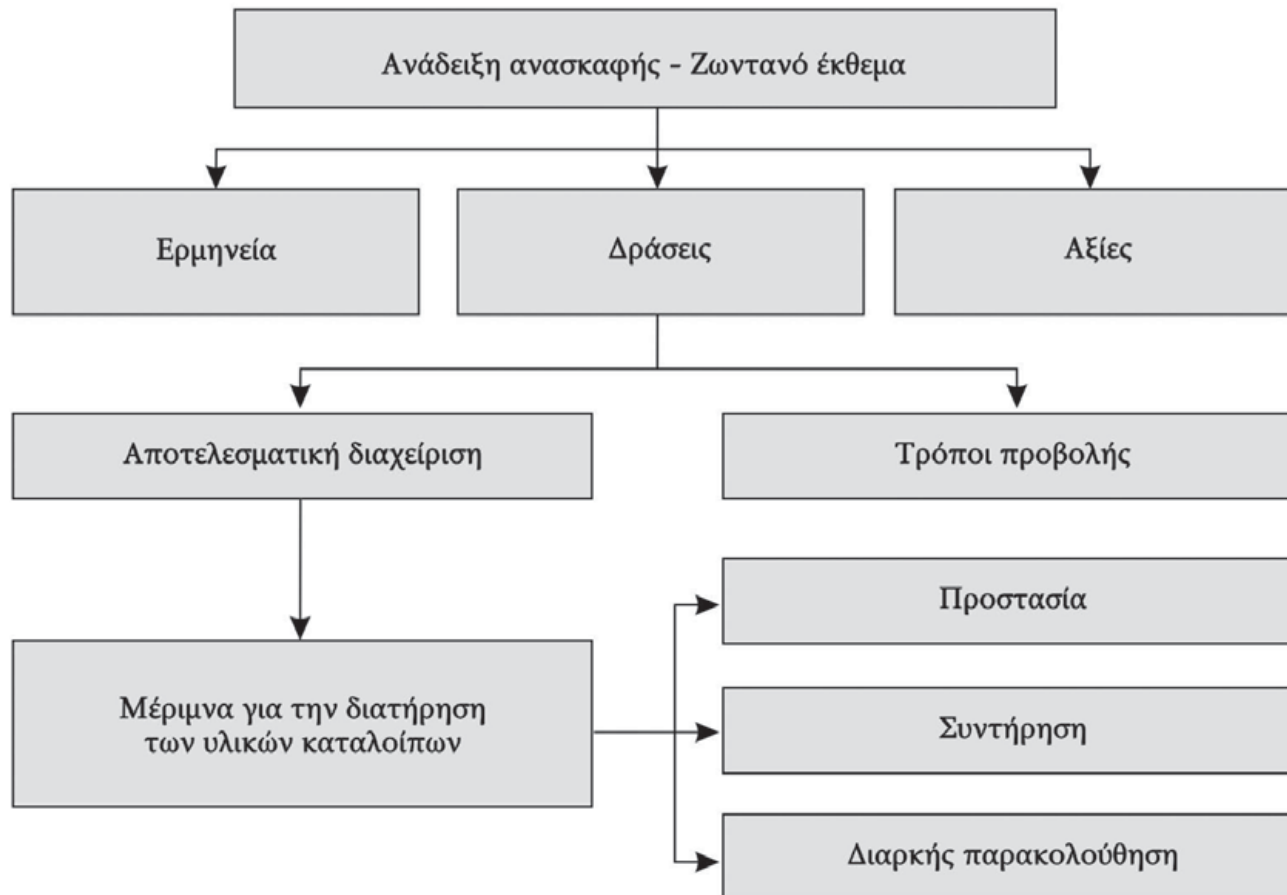 Ανάδειξη ανασκαφής - Ζωντανό έκθεμα
Ερμηνεία
Δράσεις
Αξίες
Αποτελεσματική διαχείριση
Τρόποι προβολής
Μέριμνα για την διατήρηση
των υλικών καταλοίπων
Προστασία
Συντήρηση
Διαρκής παρακολούθηση